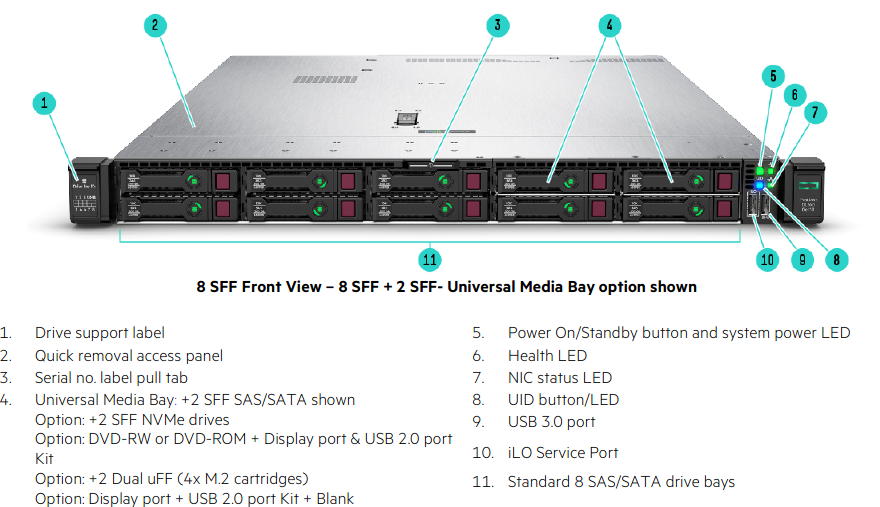 2
3
4
5
6
1
7
11
10
9
8
8 SFF Front View – 8 SFF + 2 SFF- Universal Media Bay option shown
1. Drive support label
2. Quick removal access panel
3. Serial no. label pull tab
4. Universal Media Bay: +2 SFF SAS/SATA shown
Option: +2 SFF NVMe drives
Option: DVD-RW or DVD-ROM + Display port & USB 2.0 port
Kit
Option: +2 Dual uFF (4x M.2 cartridges)
Option: Display port + USB 2.0 port Kit + Blank
5. Power On/Standby button and system power LED
6. Health LED
7. NIC status LED
8. UID button/LED
9. USB 3.0 port
10. iLO Service Port
11. Standard 8 SAS/SATA drive bays